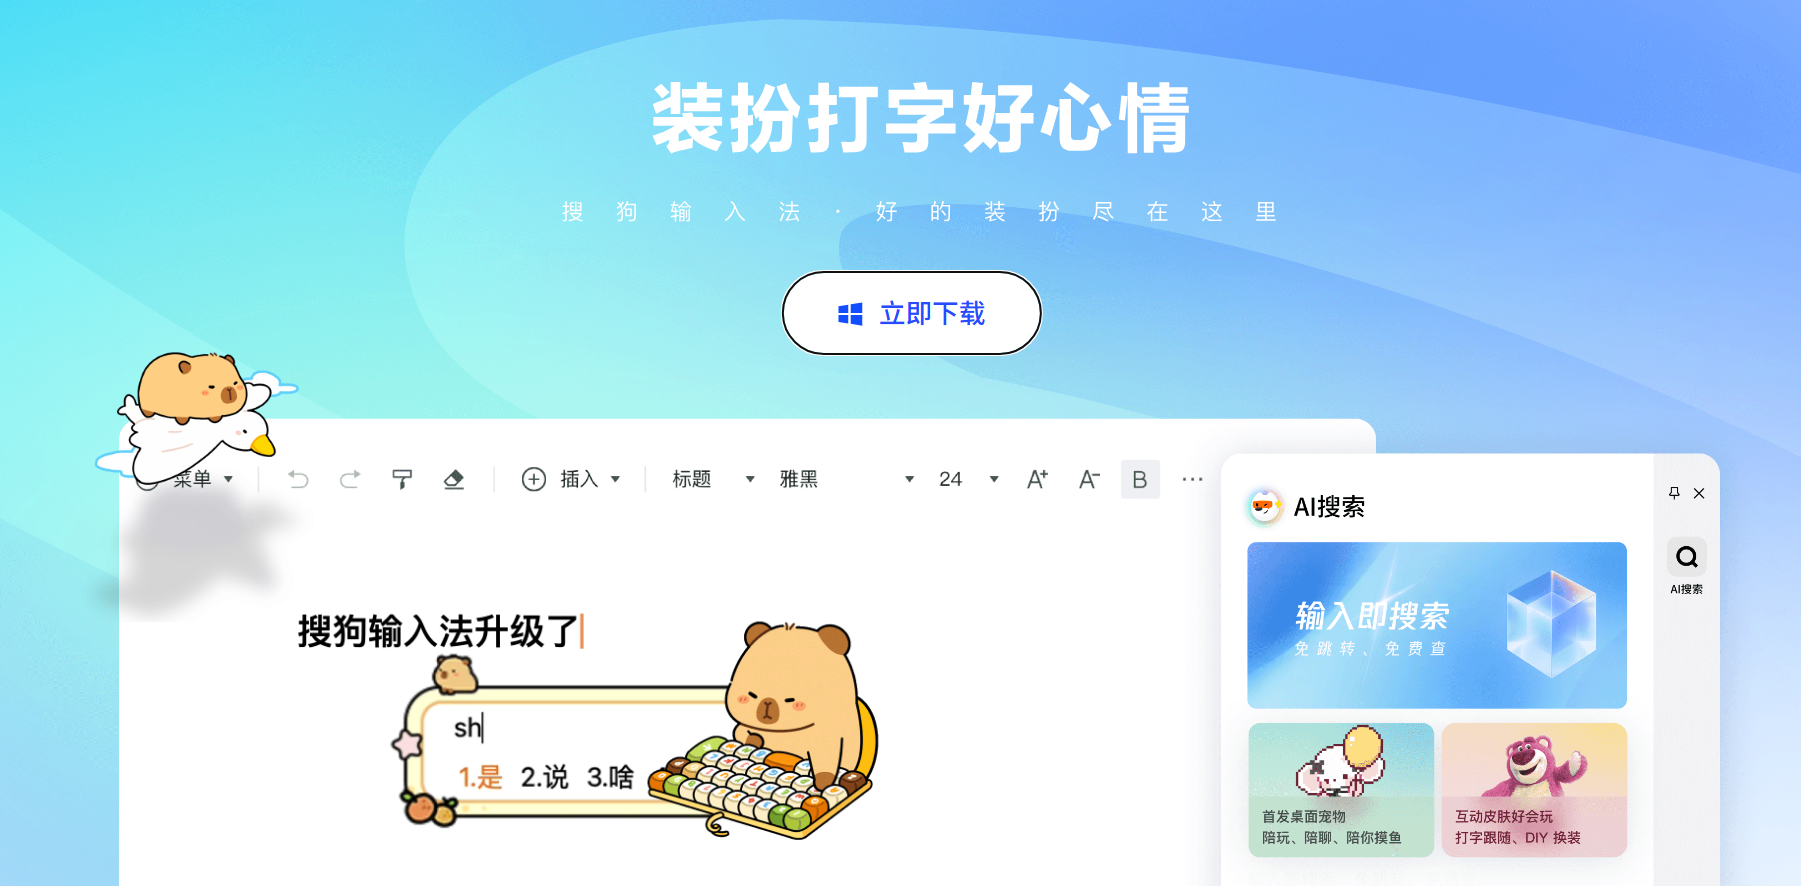 装扮打字好心情
搜狗输入法·好的装扮尽在这里
立即下载
菜单 插入 标题 雅黑 24 A+ A- B ···
搜狗输入法升级了
sh
1.是 2.说 3.啥
AI搜索
输入即搜索
免跳转、免费查
AI搜索
首发桌面宠物
陪玩、陪聊、陪你摸鱼
互动皮肤好会玩
打字跟随、DIY 换装